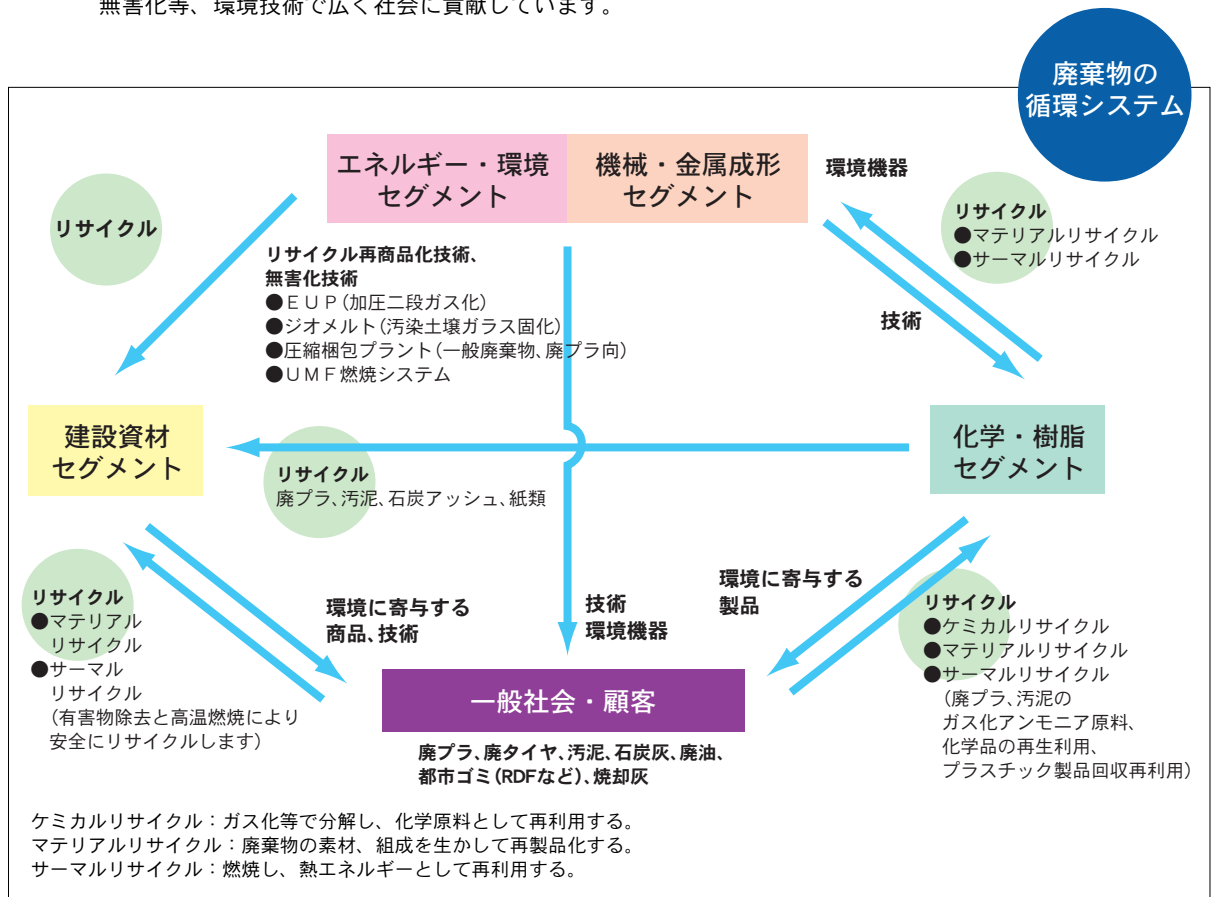 無害化等、環境技術で広く社会に貢献しています。
廃棄物の
循環システム
エネルギー・環境
セグメント
機械・金属成形
セグメント
環境機器
リサイクル
リサイクル
●マテリアルリサイクル
●サーマルリサイクル
リサイクル再商品化技術、
無害化技術
●ＥＵＰ(加圧二段ガス化)
●ジオメルト(汚染土壌ガラス固化)
●圧縮梱包プラント(一般廃棄物、廃プラ向)
●ＵＭＦ燃焼システム
技術
建設資材
セグメント
化学・樹脂
セグメント
リサイクル
廃プラ、汚泥、石炭アッシュ、紙類
リサイクル
●マテリアル
リサイクル
●サーマル
リサイクル
(有害物除去と高温燃焼により
安全にリサイクルします)
環境に寄与する
商品、技術
技術
環境機器
環境に寄与する
製品
リサイクル
●ケミカルリサイクル
●マテリアルリサイクル
●サーマルリサイクル
(廃プラ、汚泥の
ガス化アンモニア原料、
化学品の再生利用、
プラスチック製品回収再利用)
一般社会・顧客
廃プラ、廃タイヤ、汚泥、石炭灰、廃油、
都市ゴミ(RDFなど)、焼却灰
ケミカルリサイクル：ガス化等で分解し、化学原料として再利用する。
マテリアルリサイクル：廃棄物の素材、組成を生かして再製品化する。
サーマルリサイクル：燃焼し、熱エネルギーとして再利用する。